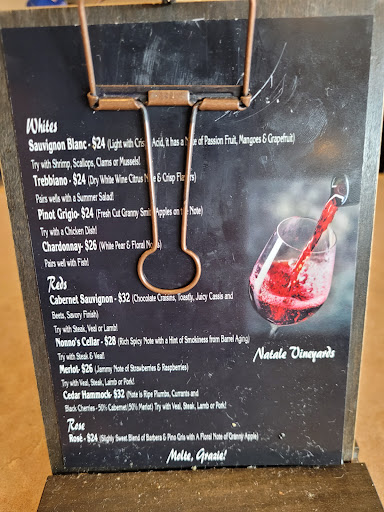 Whites
Sauvignon Blanc - $24 (Light with Crisp Acid, it has a Note of Passion Fruit, Mangoes & Grapefruit)
Try with Shrimp, Scallops, Clams or Mussels!
Trebbiano - $24 (Dry White Wine Citrus Note & Crisp Flavors)
Pairs well with a Summer Salad!
Pinot Grigio- $24 (Fresh Cut Granny Smith Apples on the Note)
Try with a Chicken Dish!
Chardonnay- $26 (White Pear & Floral Notes)
Pairs well with Fish!
Reds
Cabernet Sauvignon - $32 (Chocolate Craisins, Toasty, Juicy Cassis and
Beets, Savory Finish)
Try with Steak, Veal or Lamb!
Nonno's Cellar - $28 (Rich Spicy Note with a Hint of Smokiness from Barrel Aging)
Try with Steak & Veal!
Merlot- $26 (Jammy Note of Strawberries & Raspberries)
Try with Veal, Steak, Lamb or Pork!
Cedar Hammock- $32 (Note is Ripe Plumbs, Currants and
Black Cherries - 50% Cabernet\50% Merlot) Try with Veal, Steak, Lamb or Pork!
Rose
Rosè - $24 (Slightly Sweet Blend of Barbera & Pino Gris with A Floral Note of Granny Apple)
Molte, Grazie!
Natale Vineyards